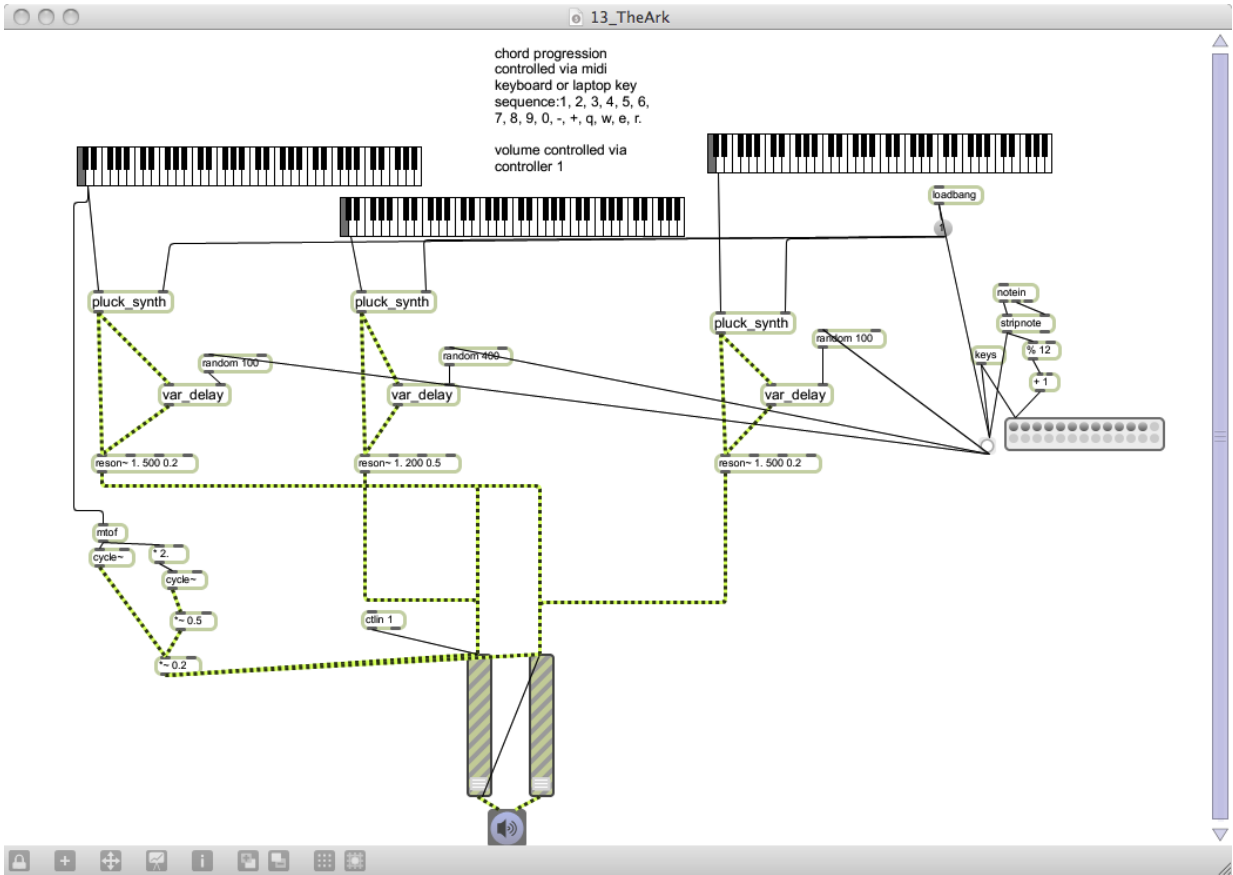 13_TheArk
chord progression
controlled via midi
keyboard or laptop key
sequence:1, 2, 3, 4, 5, 6,
7, 8, 9, 0, -, +, q, w, e, r.
volume controlled via
controller 1
loadbang
1
pluck_synth
pluck_synth
pluck_synth
notein
stripnote
% 12
keys
+ 1
random 100
random 400
random 100
var_delay
var_delay
var_delay
reson~ 1. 500 0.2
reson~ 1. 200 0.5
reson~ 1. 500 0.2
mtof
cycle~
* 2.
cycle~
*~ 0.5
ctlin 1
*~ 0.2